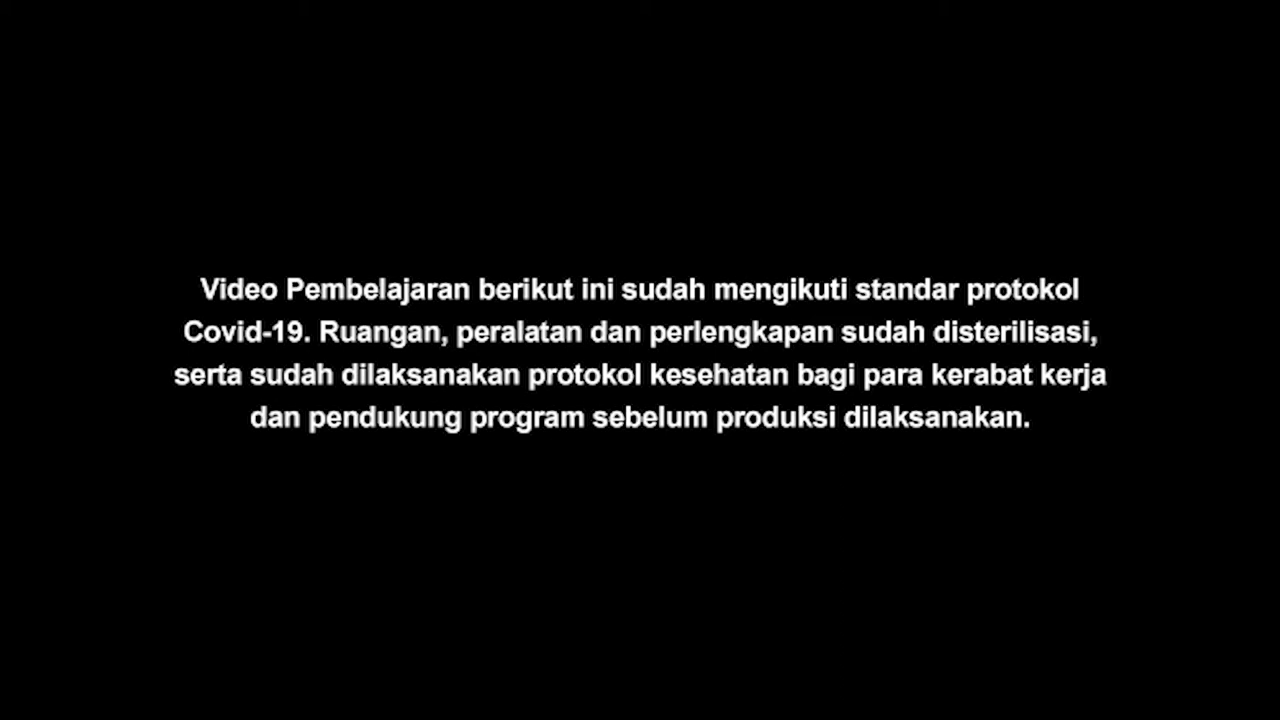 Video Pembelajaran berikut ini sudah mengikuti standar protokol
Covid-19. Ruangan, peralatan dan perlengkapan sudah disterilisasi,
serta sudah dilaksanakan protokol kesehatan bagi para kerabat kerja
dan pendukung program sebelum produksi dilaksanakan.